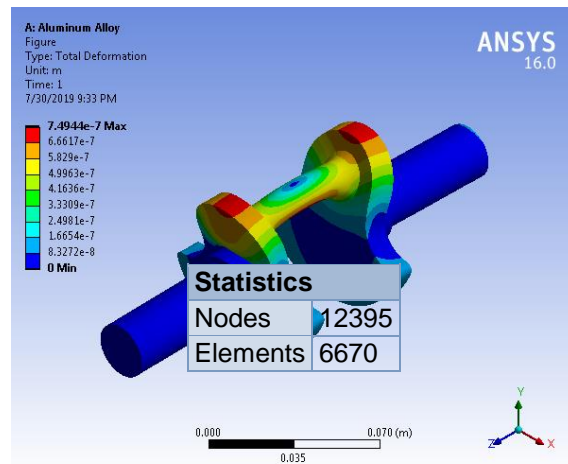 A: Aluminum Alloy
Figure
Type: Total Deformation
Unit: m
Time: 1
7/30/2019 9:33 PM
ANSYS
16.0
7.4944e-7 Max
6.6617e-7
5.829e-7
4.9963e-7
4.1636e-7
3.3309e-7
2.4981e-7
1.6654e-7
8.3272e-8
0 Min
Statistics
Nodes 12395
Elements 6670
0.000 0.070 (m)
0.035
Y
Z X